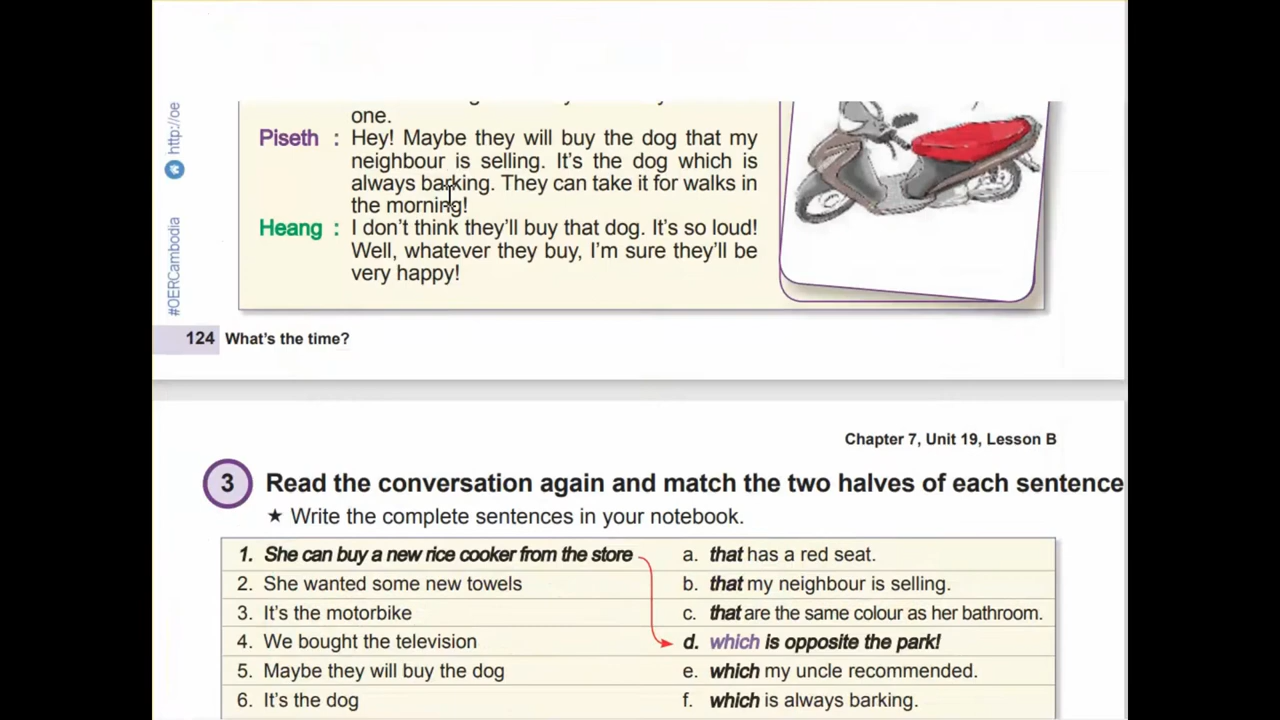 one.
Piseth : Hey! Maybe they will buy the dog that my
neighbour is selling. It's the dog which is
always barking. They can take it for walks in
the morning!
Heang : I don't think they'll buy that dog. It's so loud!
Well, whatever they buy, I'm sure they'll be
very happy!
#OERCambodia http://oe
124 What's the time?
Chapter 7, Unit 19, Lesson B
3 Read the conversation again and match the two halves of each sentence
★ Write the complete sentences in your notebook.
1. She can buy a new rice cooker from the store a. that has a red seat.
2. She wanted some new towels b. that my neighbour is selling.
3. It's the motorbike c. that are the same colour as her bathroom.
4. We bought the television d. which is opposite the park!
5. Maybe they will buy the dog e. which my uncle recommended.
6. It's the dog f. which is always barking.